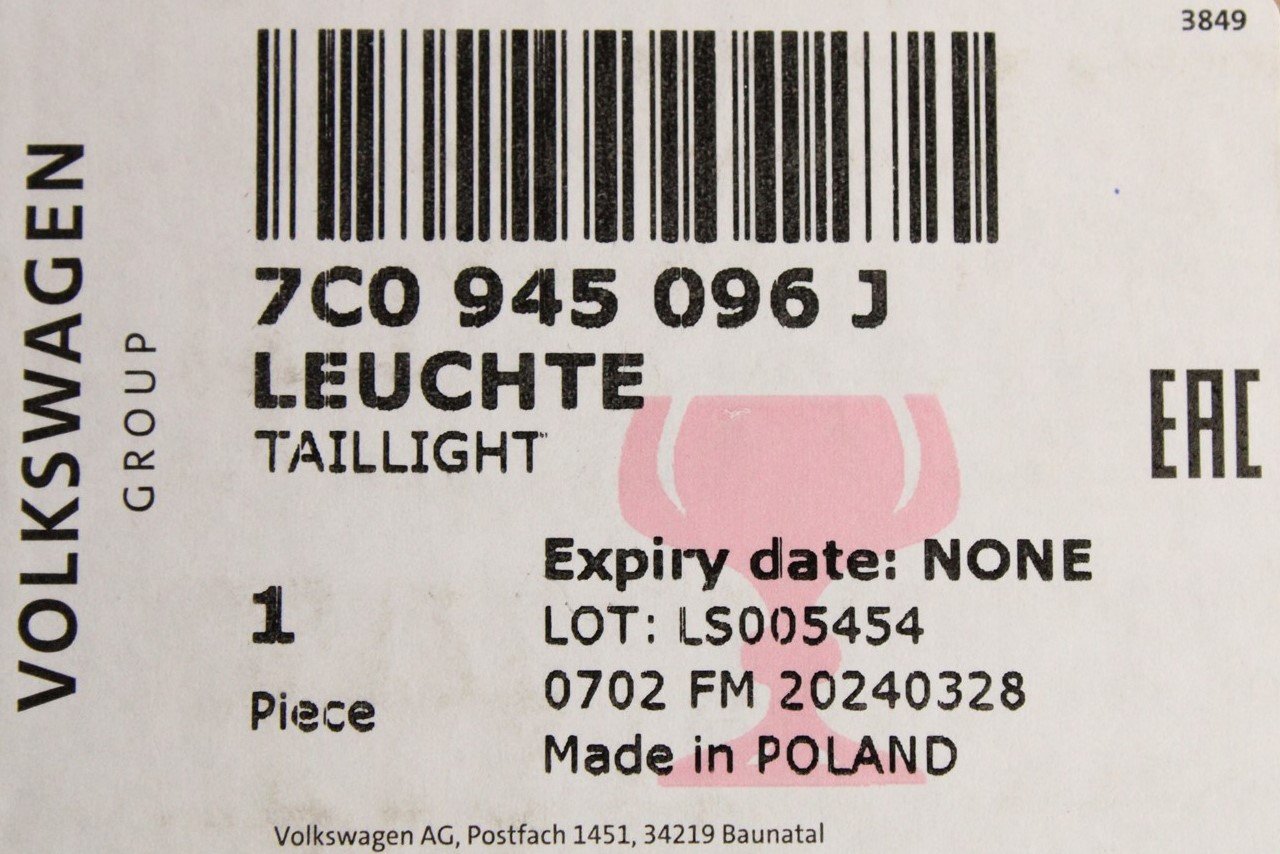 3849
VOLKSWAGEN
GROUP
7C0 945 096 J
LEUCHTE
TAILLIGHT
EAC
Expiry date: NONE
1
LOT: LS005454
0702 FM 20240328
Piece
Made in POLAND
Volkswagen AG, Postfach 1451, 34219 Baunatal